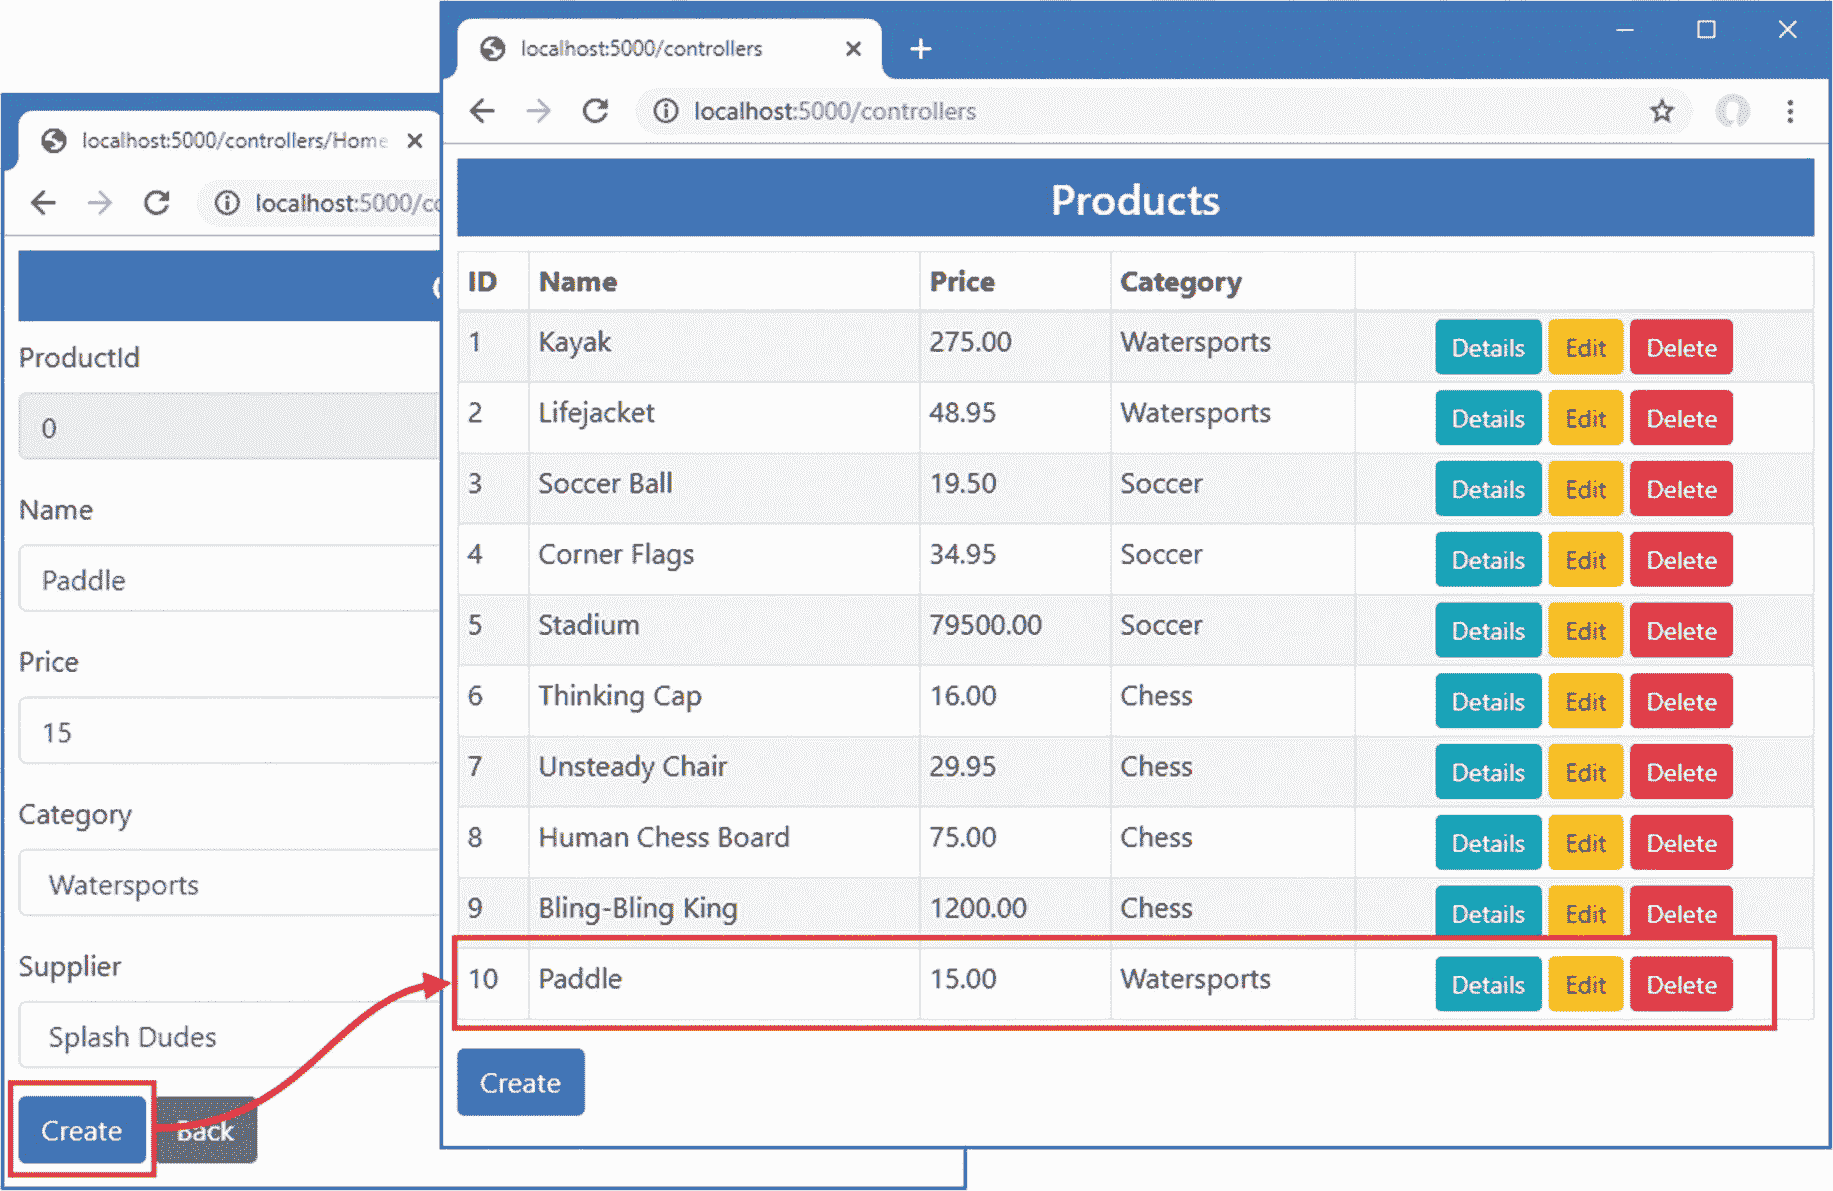 localhost:5000/controllers/Home
localhost:5000/c
ProductId
0
Name
Paddle
Price
15
Category
Watersports
Supplier
Splash Dudes
Create Back
localhost:5000/controllers
localhost:5000/controllers
Products
ID Name Price Category
1 Kayak 275.00 Watersports Details Edit Delete
2 Lifejacket 48.95 Watersports Details Edit Delete
3 Soccer Ball 19.50 Soccer Details Edit Delete
4 Corner Flags 34.95 Soccer Details Edit Delete
5 Stadium 79500.00 Soccer Details Edit Delete
6 Thinking Cap 16.00 Chess Details Edit Delete
7 Unsteady Chair 29.95 Chess Details Edit Delete
8 Human Chess Board 75.00 Chess Details Edit Delete
9 Bling-Bling King 1200.00 Chess Details Edit Delete
10 Paddle 15.00 Watersports Details Edit Delete
Create